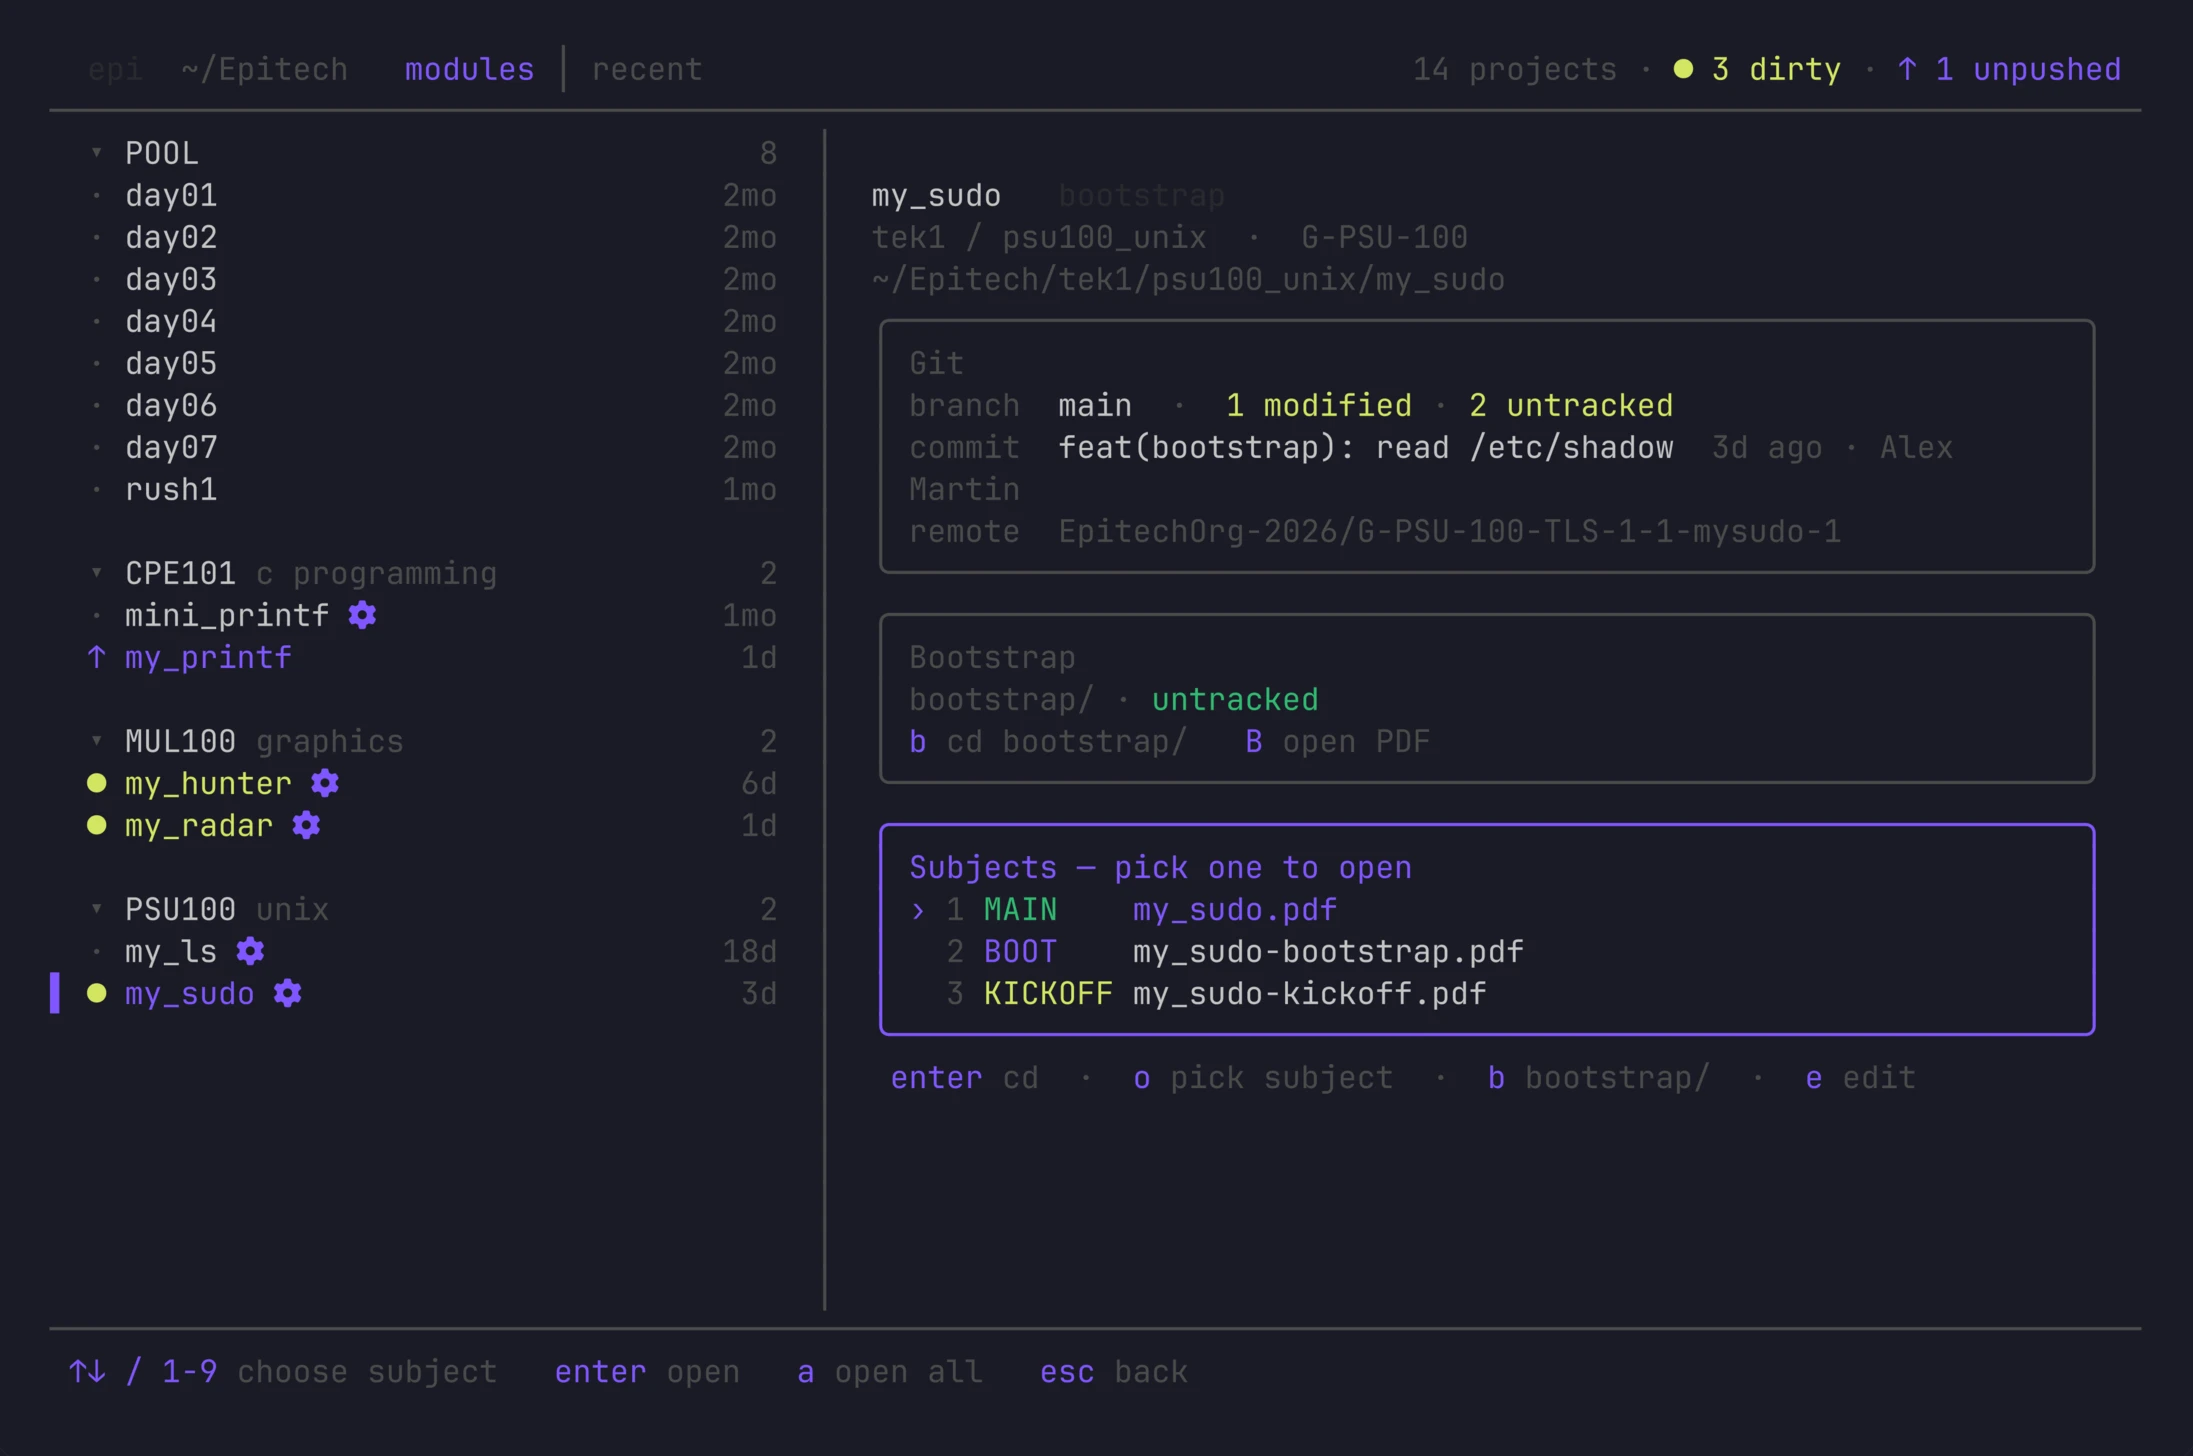 epi ~/Epitech modules │ recent 14 projects · ● 3 dirty · ↑ 1 unpushed
▾ POOL 8
· day01 2mo
· day02 2mo
· day03 2mo
· day04 2mo
· day05 2mo
· day06 2mo
· day07 2mo
· rush1 1mo
▾ CPE101 c programming 2
· mini_printf 1mo
↑ my_printf 1d
▾ MUL100 graphics 2
● my_hunter 6d
● my_radar 1d
▾ PSU100 unix 2
· my_ls 18d
● my_sudo 3d
my_sudo bootstrap
tek1 / psu100_unix · G-PSU-100
~/Epitech/tek1/psu100_unix/my_sudo
Git
branch main · 1 modified · 2 untracked
commit feat(bootstrap): read /etc/shadow 3d ago · Alex
Martin
remote EpitechOrg-2026/G-PSU-100-TLS-1-1-mysudo-1
Bootstrap
bootstrap/ · untracked
b cd bootstrap/ B open PDF
Subjects — pick one to open
› 1 MAIN my_sudo.pdf
2 BOOT my_sudo-bootstrap.pdf
3 KICKOFF my_sudo-kickoff.pdf
enter cd · o pick subject · b bootstrap/ · e edit
↑↓ / 1-9 choose subject enter open a open all esc back